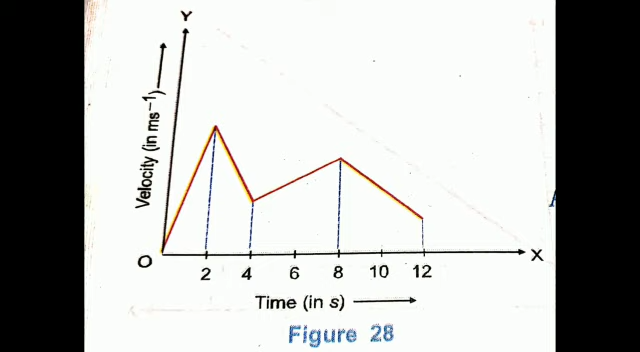 Y
Velocity (in ms⁻¹)
O
2 4 6 8 10 12
X
Time (in s)
Figure 28